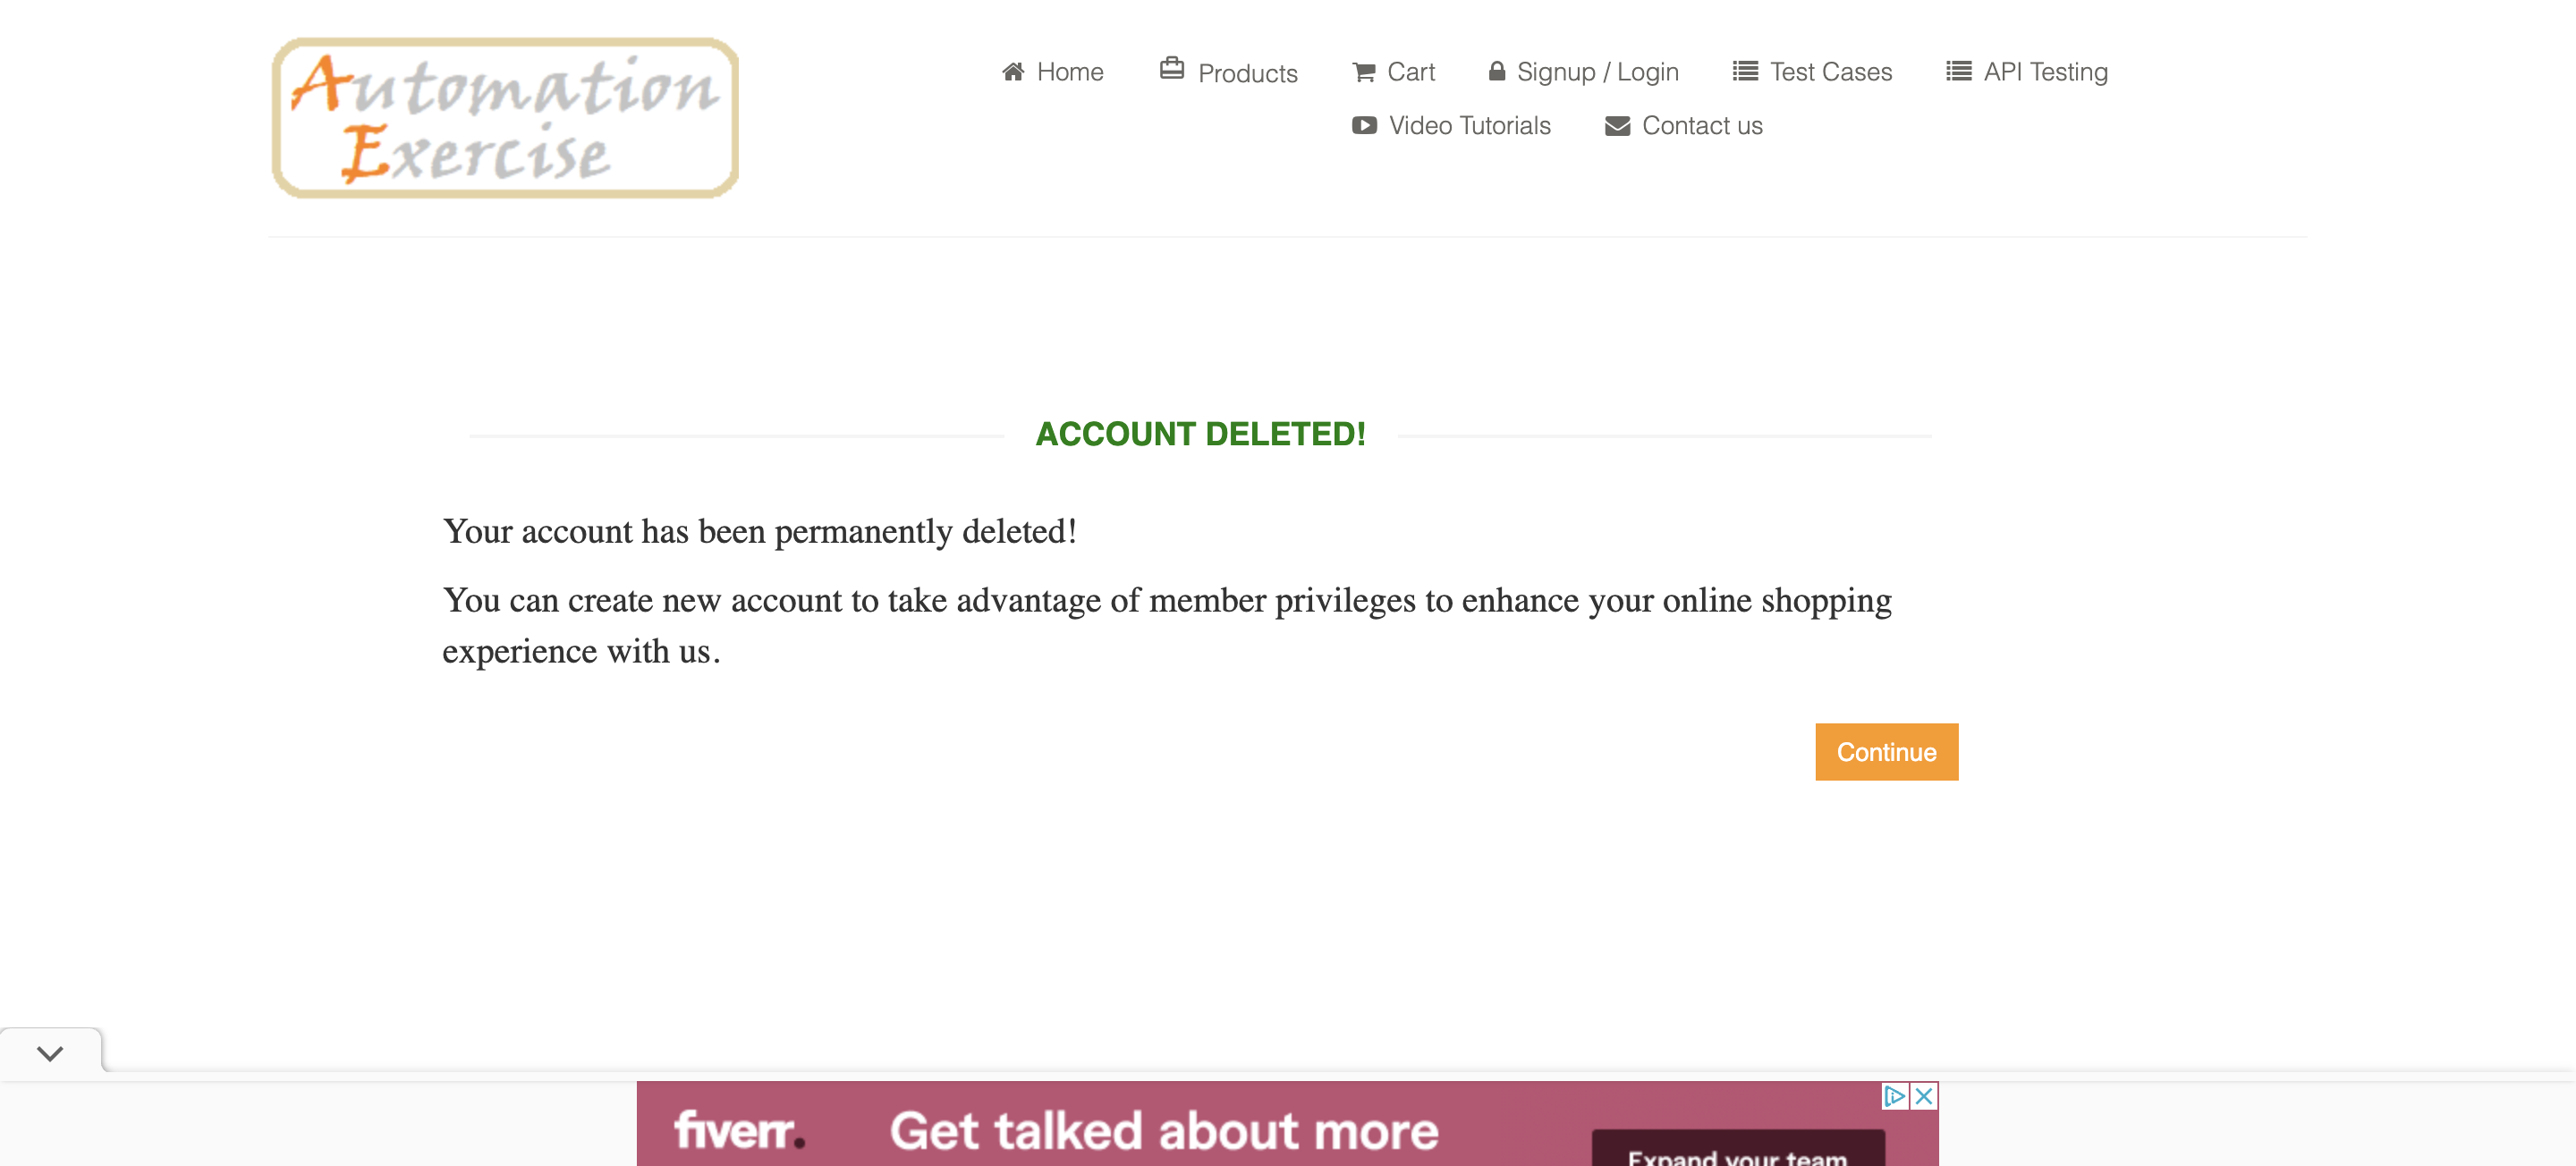 Automation
Exercise
Home
Products
Cart
Signup / Login
Test Cases
API Testing
Video Tutorials
Contact us
ACCOUNT DELETED!
Your account has been permanently deleted!
You can create new account to take advantage of member privileges to enhance your online shopping
experience with us.
Continue
fiverr.
Get talked about more
Expand your team